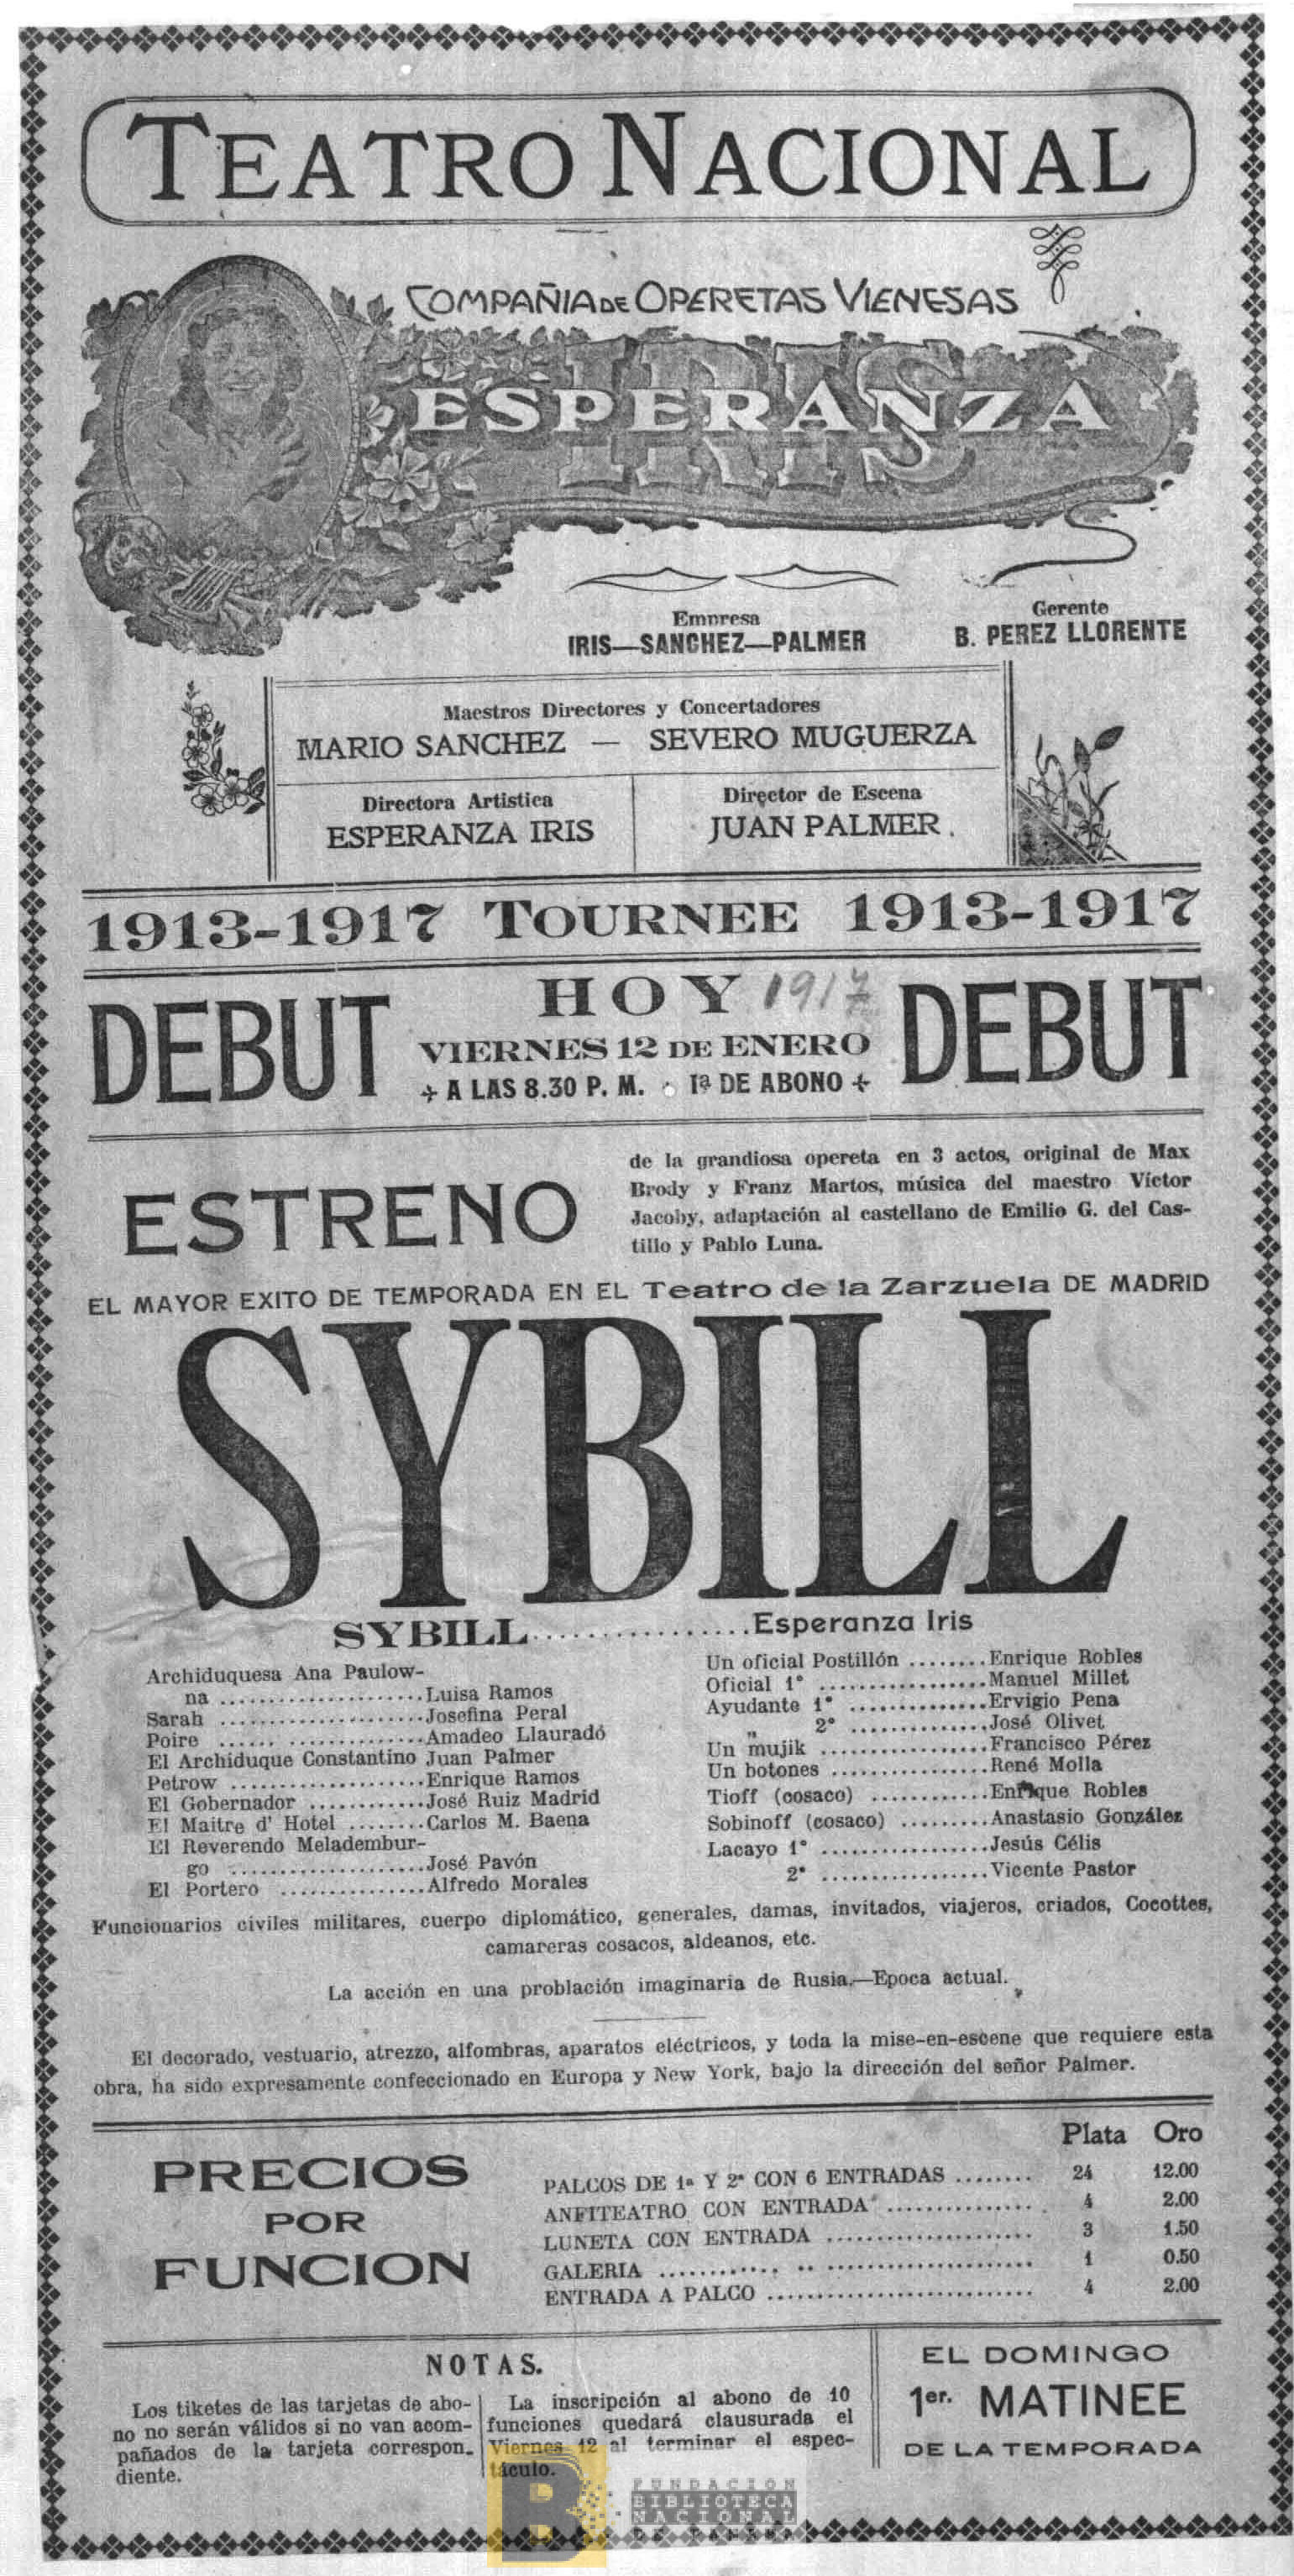 TEATRO NACIONAL
COMPAÑIA DE OPERETAS VIENESAS
ESPERANZA
IRIS
Empresa
IRIS—SANCHEZ—PALMER
Gerente
B. PEREZ LLORENTE
Maestros Directores y Concertadores
MARIO SANCHEZ — SEVERO MUGUERZA
Directora Artistica
ESPERANZA IRIS
Director de Escena
JUAN PALMER.
1913-1917 TOURNEE 1913-1917
DEBUT
HOY 1917
VIERNES 12 DE ENERO
A LAS 8.30 P. M. · 1ª DE ABONO
DEBUT
ESTRENO
de la grandiosa opereta en 3 actos, original de Max
Brody y Franz Martos, música del maestro Víctor
Jacoby, adaptación al castellano de Emilio G. del Cas-
tillo y Pablo Luna.
EL MAYOR EXITO DE TEMPORADA EN EL Teatro de la Zarzuela DE MADRID
SYBILL
SYBILL................Esperanza Iris
Archiduquesa Ana Paulow-
na .....................Luisa Ramos
Sarah .....................Josefina Peral
Poire ...... ..............Amadeo Llauradó
El Archiduque Constantino Juan Palmer
Petrow ....................Enrique Ramos
El Gobernador ............José Ruiz Madrid
El Maitre d' Hotel ........Carlos M. Baena
El Reverendo Melademburgo-
go ....................José Pavón
El Portero ...............Alfredo Morales
Un oficial Postillón ........Enrique Robles
Oficial 1° .................Manuel Millet
Ayudante 1° ..............Ervigio Pena
„ 2° ..............José Olivet
Un mujik .................Francisco Pérez
Un botones ................René Molla
Tioff (cosaco) ............Enrique Robles
Sobinoff (cosaco) .........Anastasio González
Lacayo 1° .................Jesús Célis
2° .................Vicente Pastor
Funcionarios civiles militares, cuerpo diplomático, generales, damas, invitados, viajeros, criados, Cocottes,
camareras cosacos, aldeanos, etc.
La acción en una problación imaginaria de Rusia.—Epoca actual.
El decorado, vestuario, atrezzo, alfombras, aparatos eléctricos, y toda la mise-en-escene que requiere esta
obra, ha sido expresamente confeccionado en Europa y New York, bajo la dirección del señor Palmer.
PRECIOS
POR
FUNCION
Plata Oro
PALCOS DE 1ª Y 2ª CON 6 ENTRADAS ........ 24 12.00
ANFITEATRO CON ENTRADA ............... 4 2.00
LUNETA CON ENTRADA ..................... 3 1.50
GALERIA ............ .. ..................... 1 0.50
ENTRADA A PALCO ........................... 4 2.00
NOTAS.
Los tiketes de las tarjetas de abo-
no no serán válidos si no van acom-
pañados de la tarjeta correspon.
diente.
La inscripción al abono de 10
funciones quedará clausurada el
Viernes 12 al terminar el espec-
táculo.
EL DOMINGO
1er. MATINEE
DE LA TEMPORADA
B
FUNDACIÓN
BIBLIOTECA
NACIONAL
DE PANAMÁ